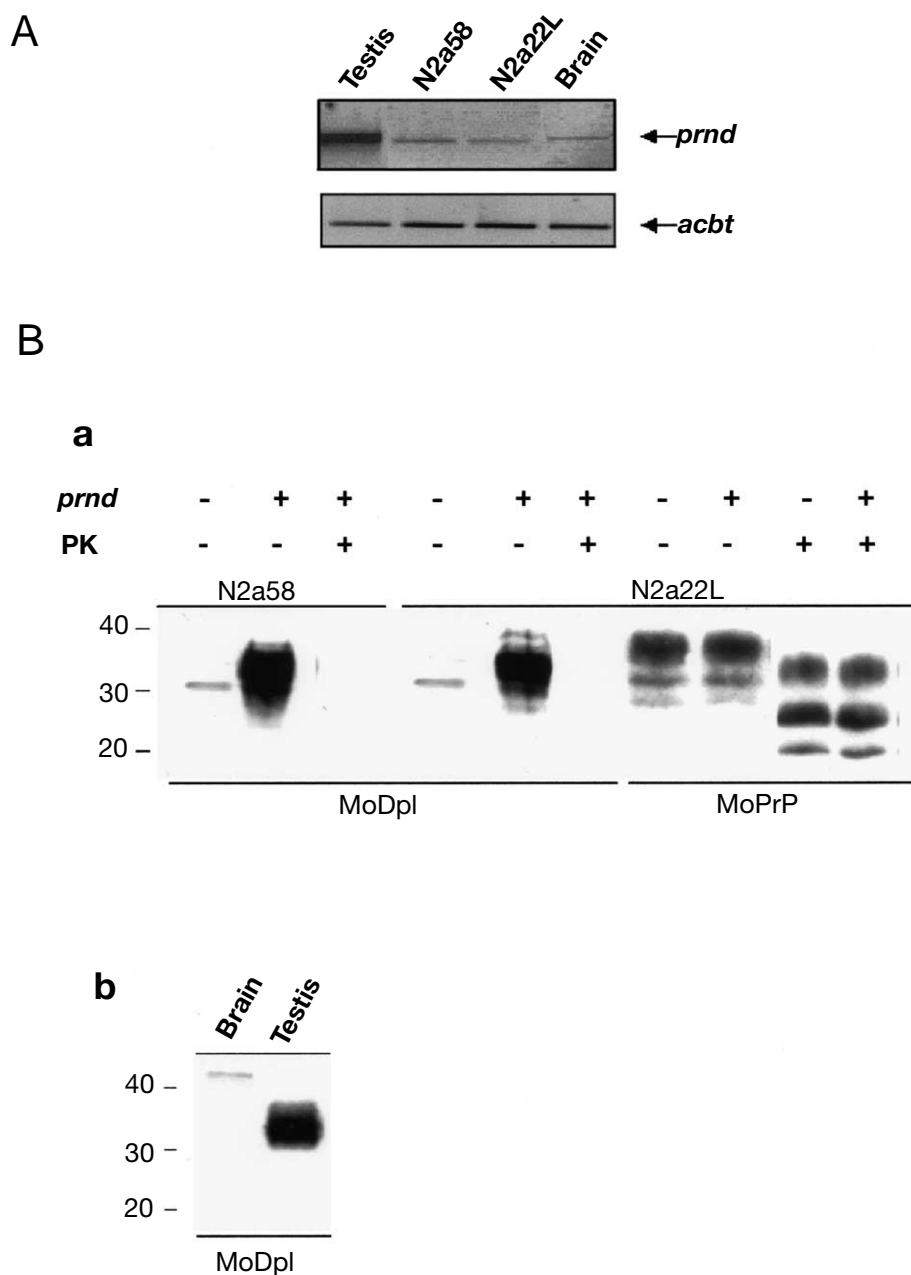 A
Testis N2a58 N2a22L Brain
prnd
acbt
B
a
prnd - + + - + + - + - +
PK - - + - - + - - + +
N2a58 N2a22L
40
30
20
MoDpl MoPrP
b
Brain Testis
40
30
20
MoDpl